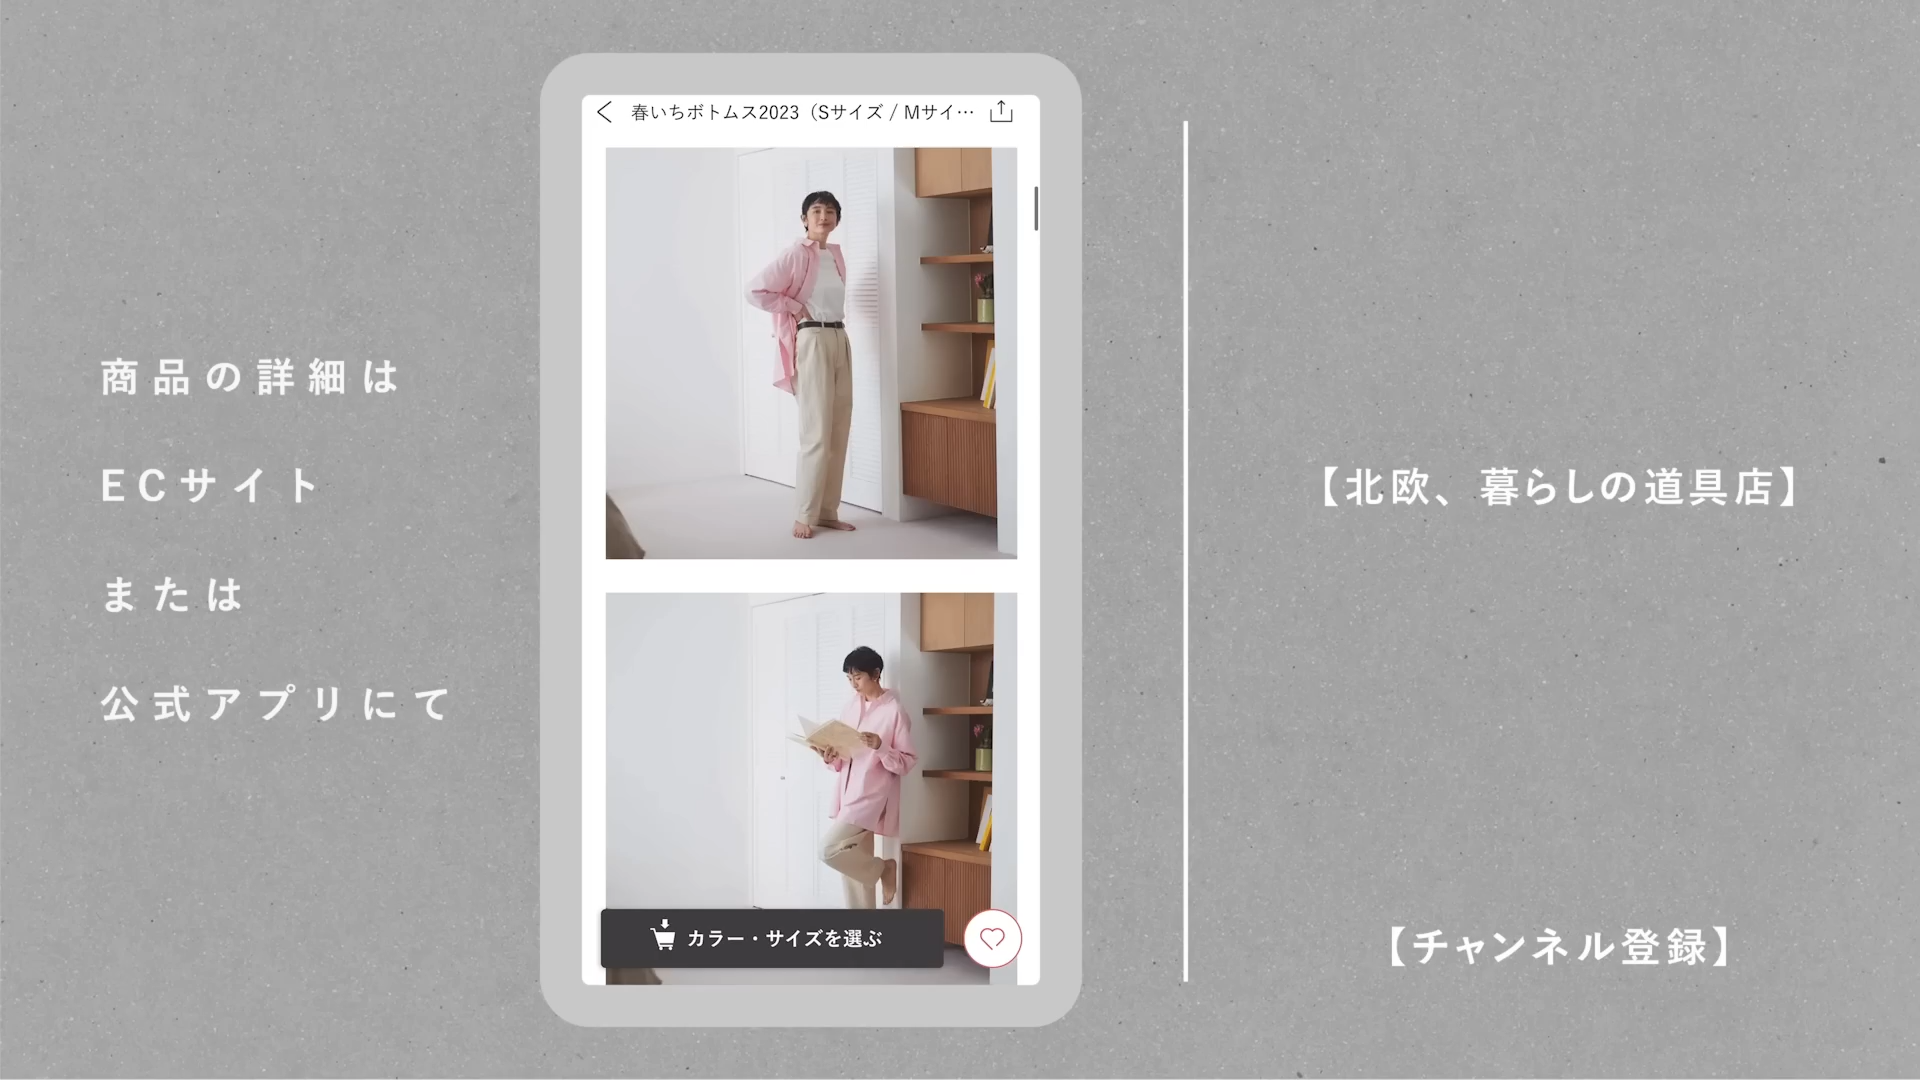 商品の詳細は
ECサイト
または
公式アプリにて
春いちボトムス2023（Sサイズ / Mサイ…
カラー・サイズを選ぶ
【北欧、暮らしの道具店】
【チャンネル登録】